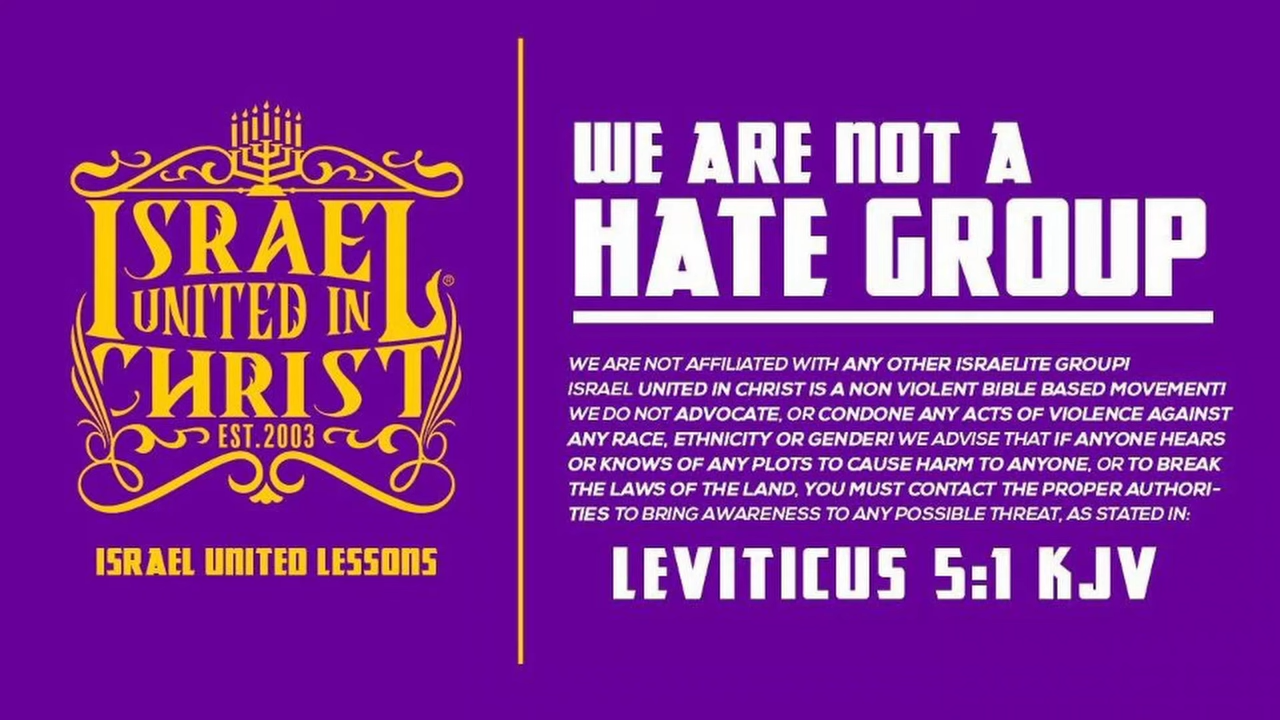 ISRAEL
UNITED IN
CHRIST
EST.2003
®
ISRAEL UNITED LESSONS
WE ARE NOT A
HATE GROUP
WE ARE NOT AFFILIATED WITH ANY OTHER ISRAELITE GROUP!
ISRAEL UNITED IN CHRIST IS A NON VIOLENT BIBLE BASED MOVEMENT!
WE DO NOT ADVOCATE, OR CONDONE ANY ACTS OF VIOLENCE AGAINST
ANY RACE, ETHNICITY OR GENDER! WE ADVISE THAT IF ANYONE HEARS
OR KNOWS OF ANY PLOTS TO CAUSE HARM TO ANYONE, OR TO BREAK
THE LAWS OF THE LAND, YOU MUST CONTACT THE PROPER AUTHORI-
TIES TO BRING AWARENESS TO ANY POSSIBLE THREAT, AS STATED IN:
LEVITICUS 5:1 KJV